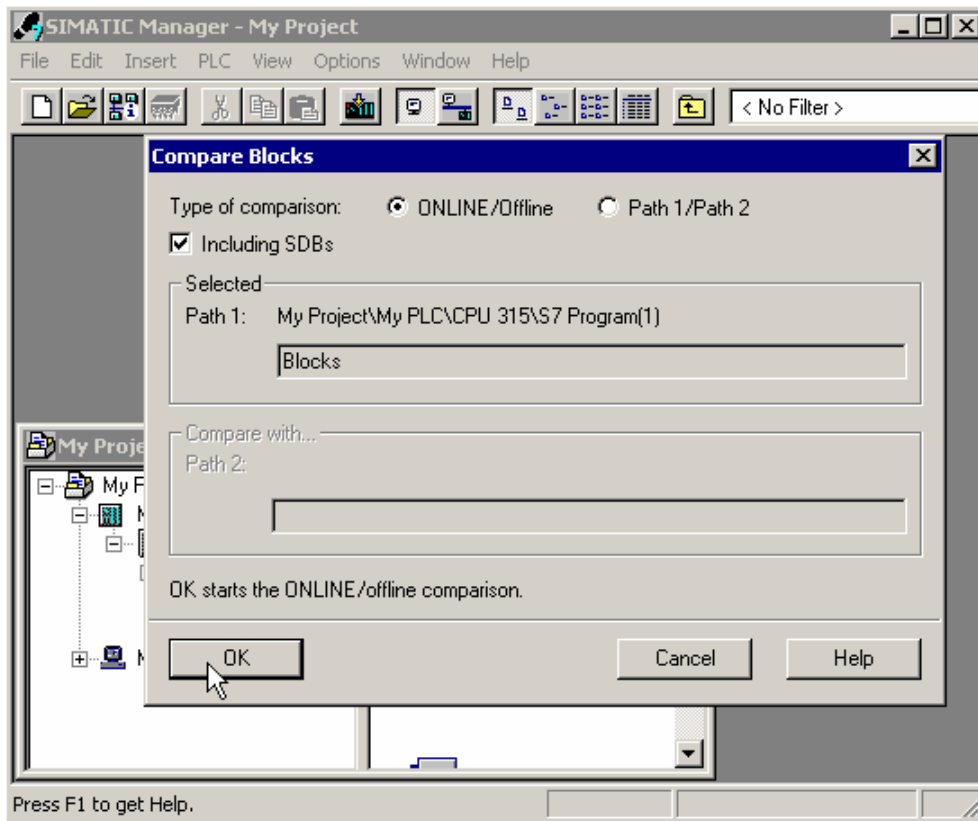 SIMATIC Manager - My Project
File Edit Insert PLC View Options Window Help
< No Filter >
Compare Blocks
Type of comparison: ONLINE/Offline Path 1/Path 2
Including SDBs
Selected
Path 1: My Project\My PLC\CPU 315\S7 Program(1)
Blocks
Compare with...
Path 2:
My Proje
My P
OK starts the ONLINE/offline comparison.
OK Cancel Help
Press F1 to get Help.